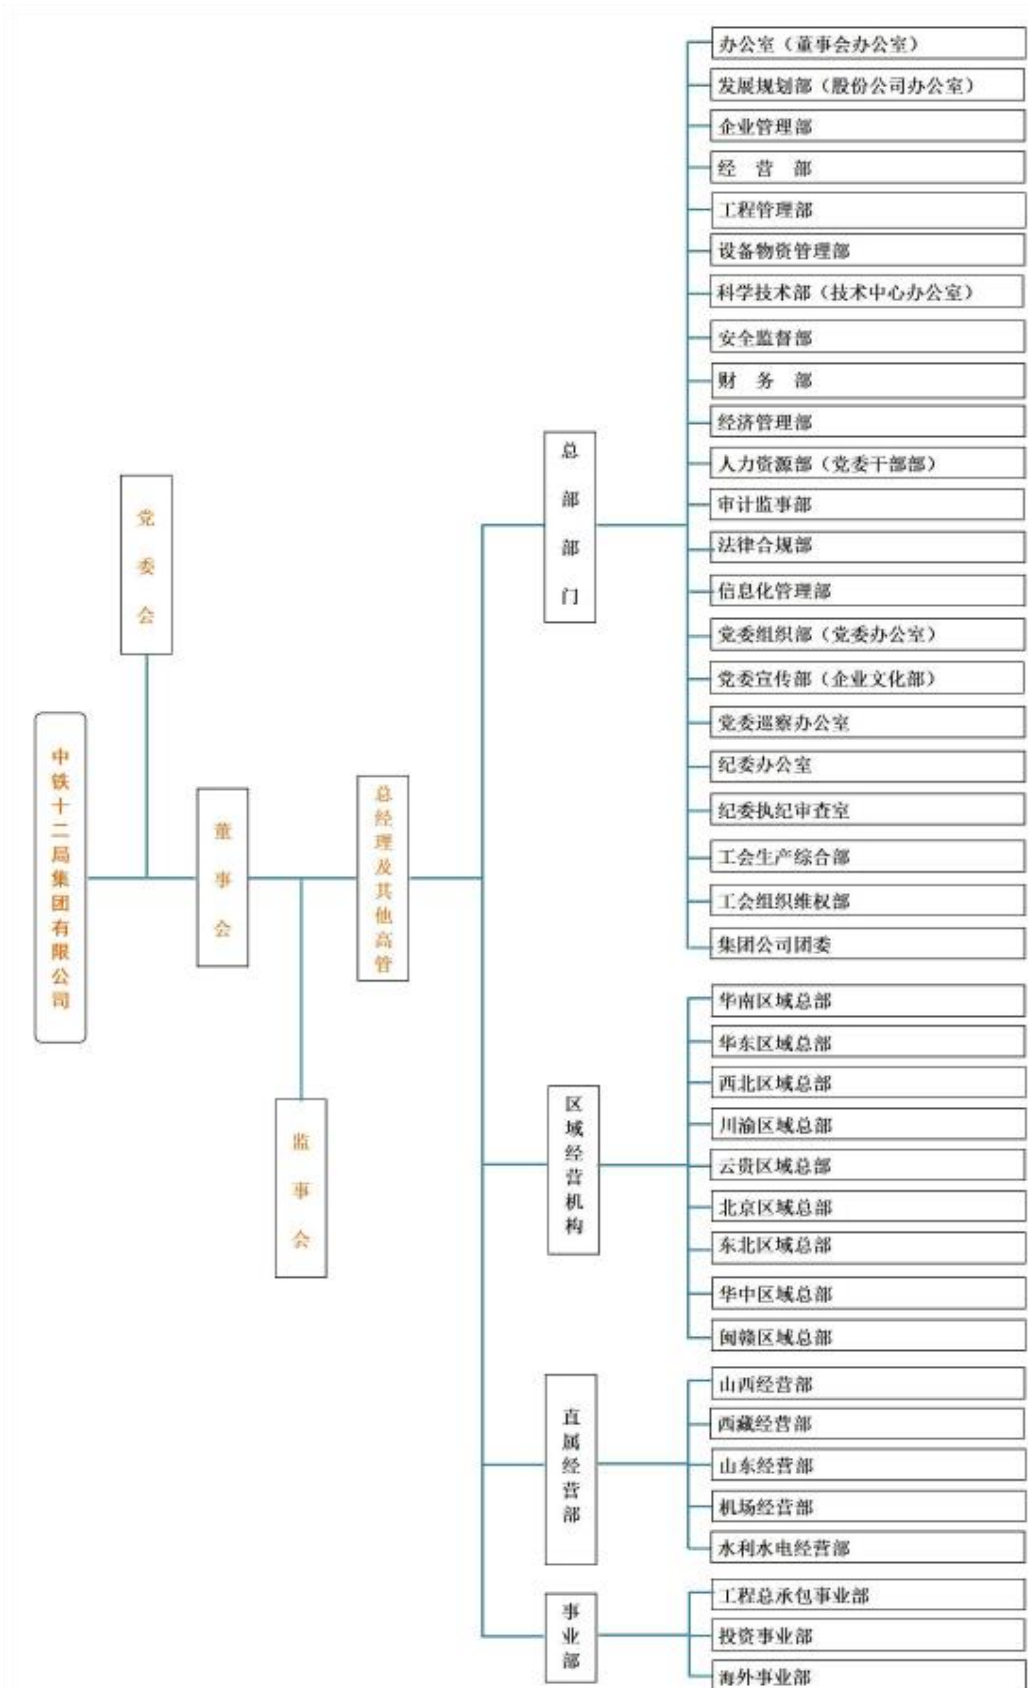 中铁十二局集团有限公司
党委会
董事会
监事会
总经理及其他高管
总部部门
办公室（董事会办公室）
发展规划部（股份公司办公室）
企业管理部
经 营 部
工程管理部
设备物资管理部
科学技术部（技术中心办公室）
安全监督部
财 务 部
经济管理部
人力资源部（党委干部部）
审计监事部
法律合规部
信息化管理部
党委组织部（党委办公室）
党委宣传部（企业文化部）
党委巡察办公室
纪委办公室
纪委执纪审查室
工会生产综合部
工会组织维权部
集团公司团委
区域经营机构
华南区域总部
华东区域总部
西北区域总部
川渝区域总部
云贵区域总部
北京区域总部
东北区域总部
华中区域总部
闽赣区域总部
直属经营部
山西经营部
西藏经营部
山东经营部
机场经营部
水利水电经营部
事业部
工程总承包事业部
投资事业部
海外事业部